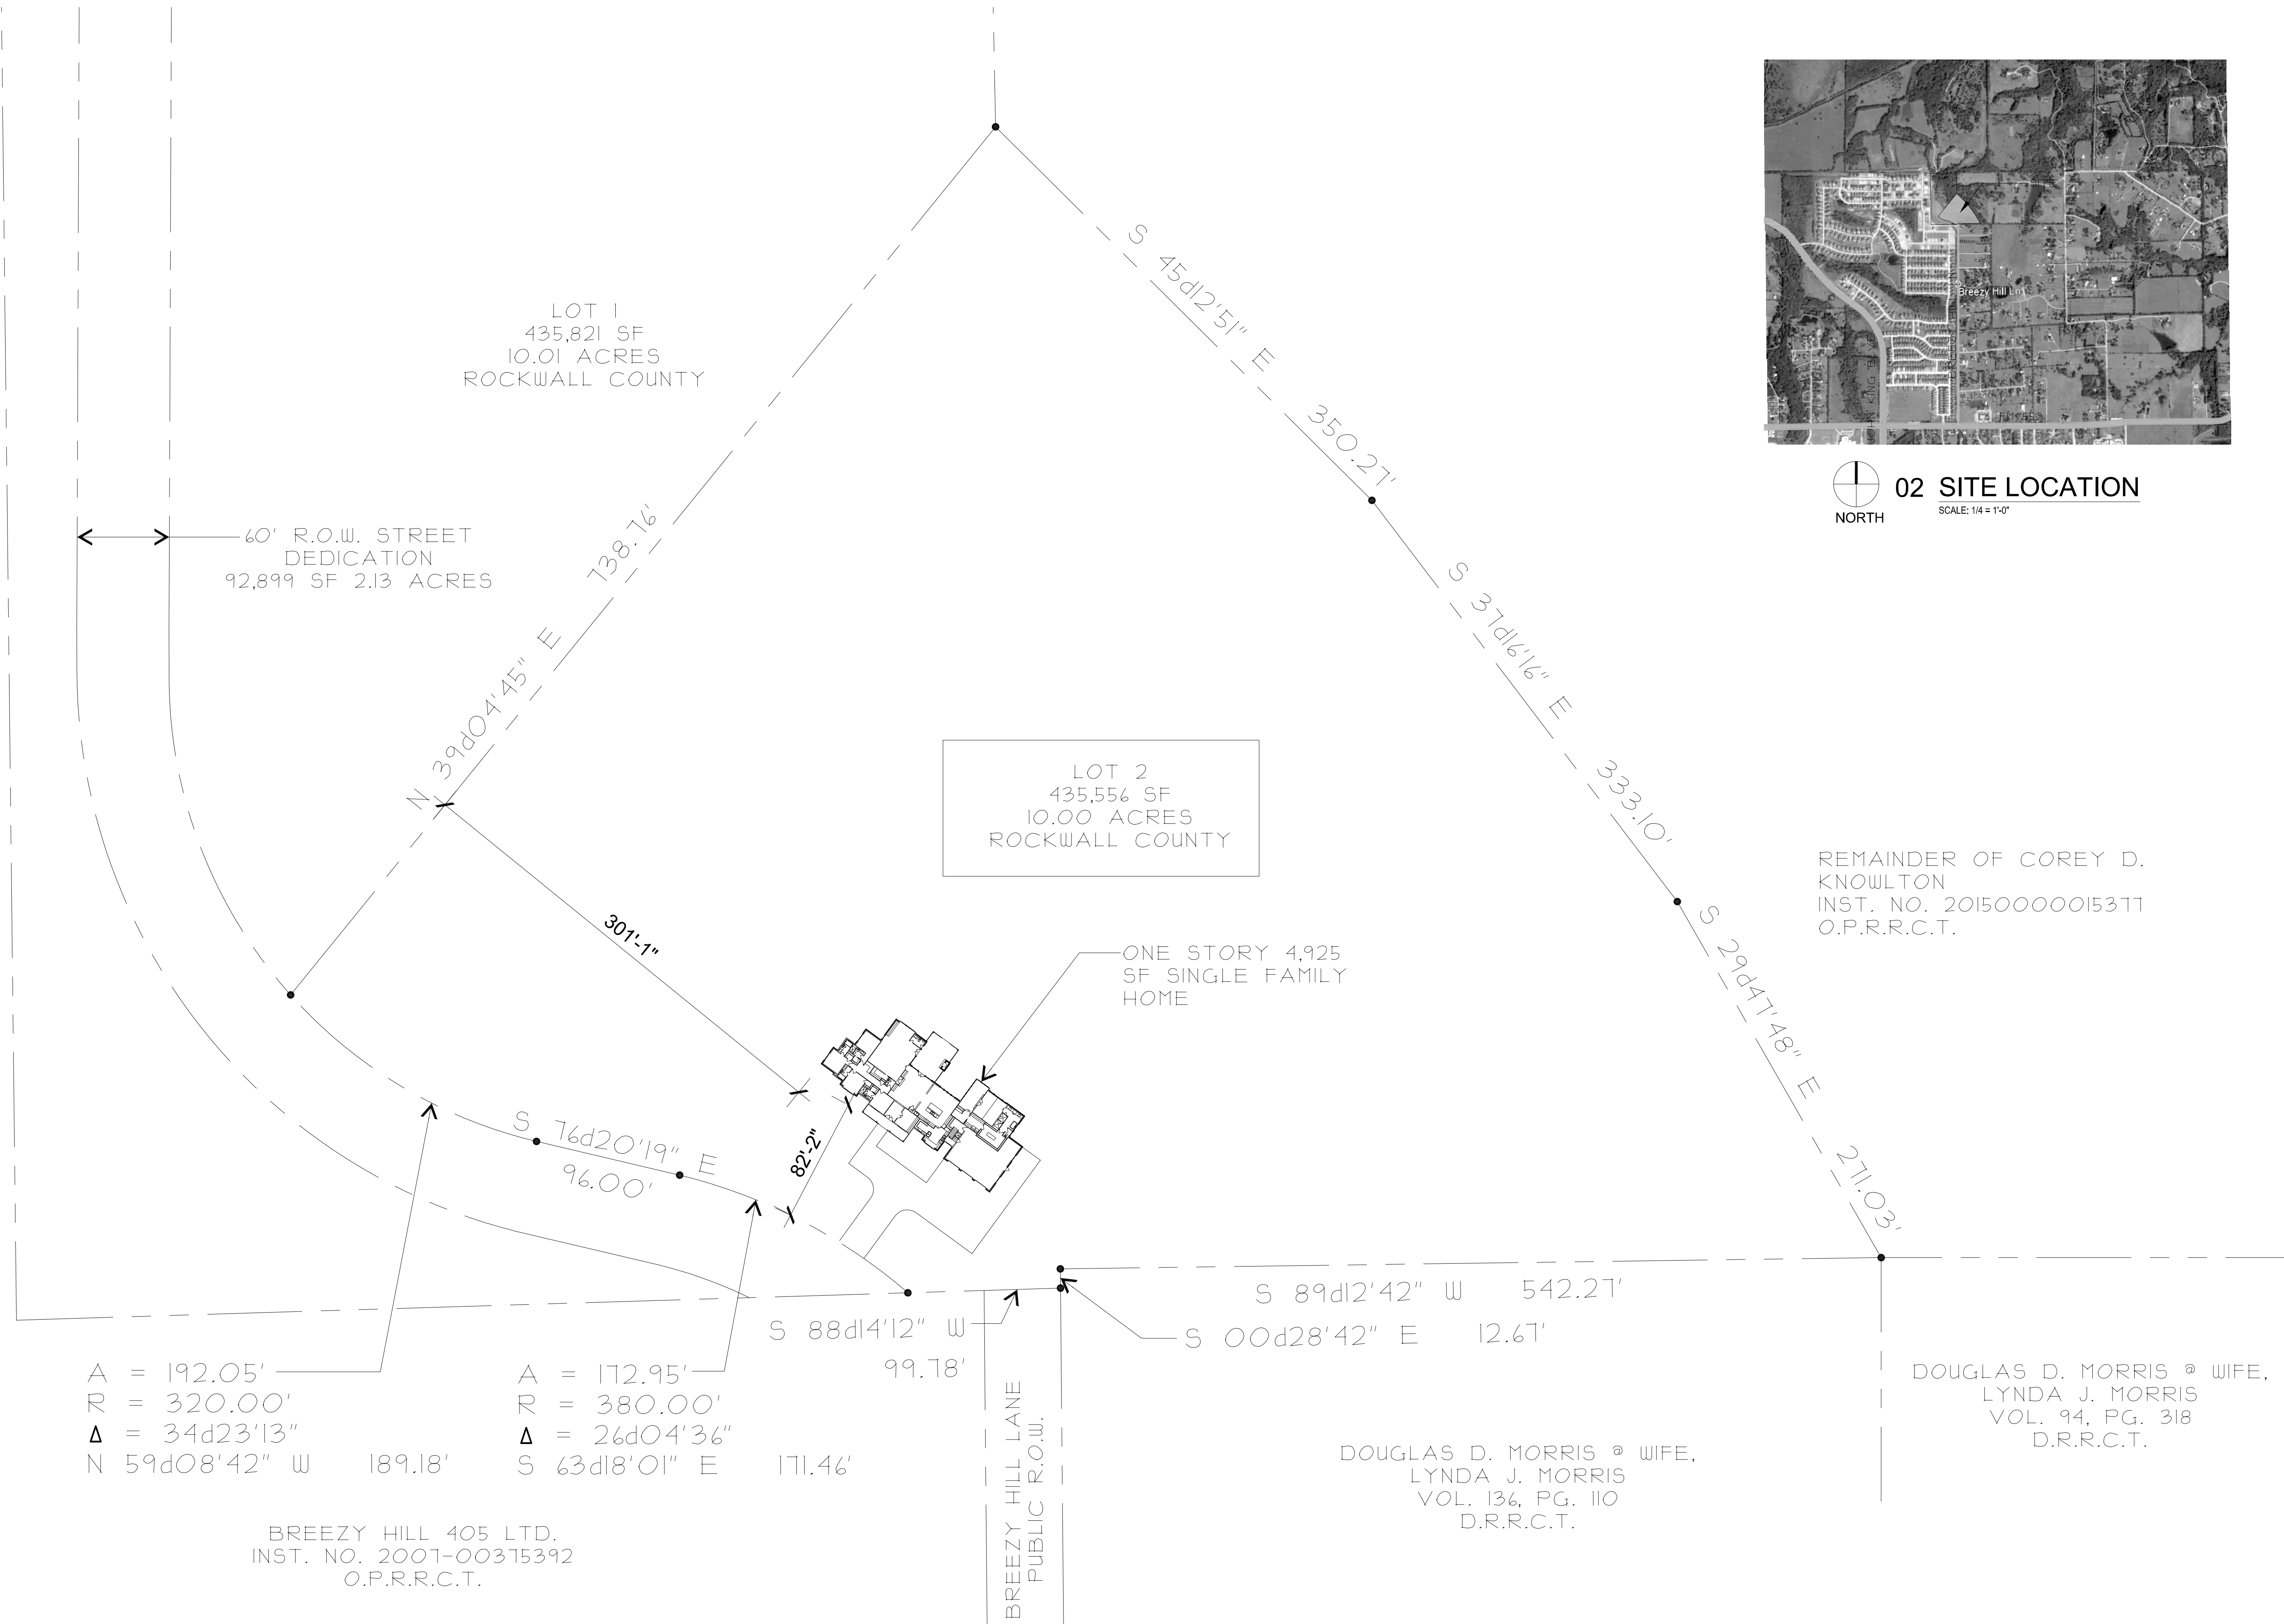 LOT 1
435,821 SF
10.01 ACRES
ROCKWALL COUNTY
60' R.O.W. STREET
DEDICATION
92,899 SF 2.13 ACRES
N 39d04'45" E 738.76'
S 45d12'51" E 350.27'
S 37d16'16" E 333.10'
S 29d47'48" E 271.03'
Breezy Hill Ln
02 SITE LOCATION
SCALE: 1/4 = 1'-0"
NORTH
LOT 2
435,556 SF
10.00 ACRES
ROCKWALL COUNTY
REMAINDER OF COREY D.
KNOWLTON
INST. NO. 20150000015377
O.P.R.R.C.T.
301'-1"
ONE STORY 4,925
SF SINGLE FAMILY
HOME
82'-2"
S 76d20'19" E
96.00'
S 89d12'42" W 542.27'
S 88d14'12" W
99.78'
S 00d28'42" E 12.67'
A = 192.05'
R = 320.00'
Δ = 34d23'13"
N 59d08'42" W 189.18'
A = 172.95'
R = 380.00'
Δ = 26d04'36"
S 63d18'01" E 171.46'
BREEZY HILL 405 LTD.
INST. NO. 2007-00375392
O.P.R.R.C.T.
BREEZY HILL LANE
PUBLIC R.O.W.
DOUGLAS D. MORRIS @ WIFE,
LYNDA J. MORRIS
VOL. 136, PG. 110
D.R.R.C.T.
DOUGLAS D. MORRIS @ WIFE,
LYNDA J. MORRIS
VOL. 94, PG. 318
D.R.R.C.T.